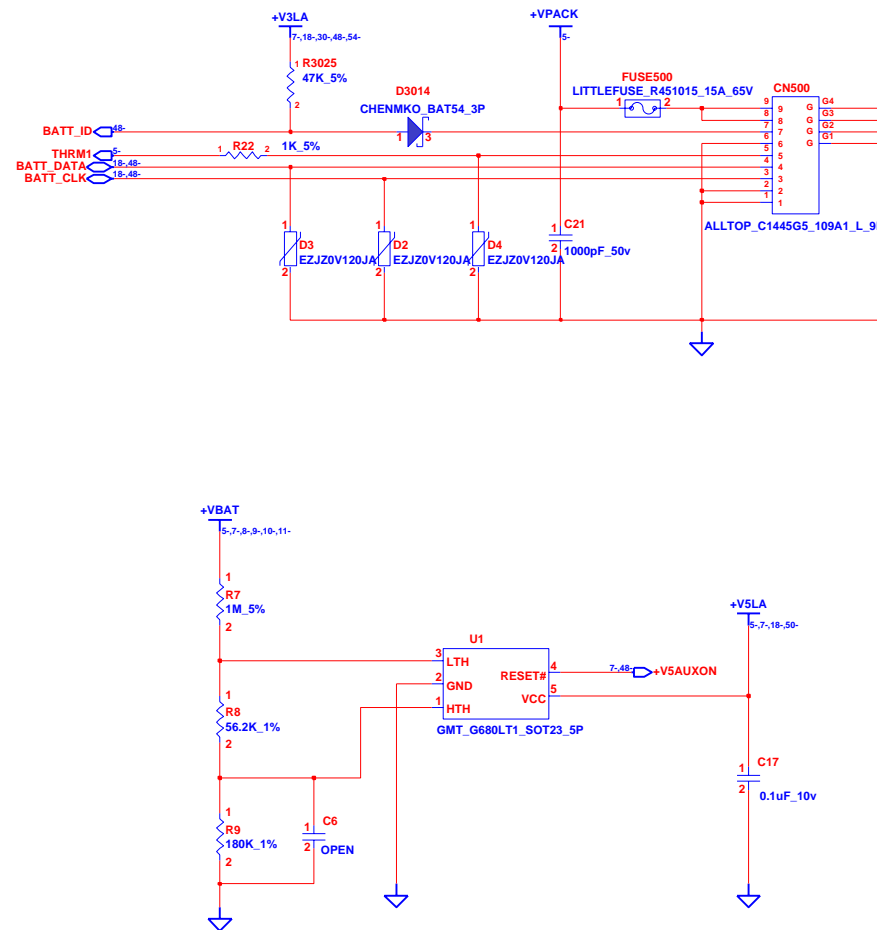 +V3LA
7-,18-,30-,48-,54-
+VPACK
5-
1
R3025
47K_5%
2
D3014
CHENMKO_BAT54_3P
1
3
FUSE500
LITTLEFUSE_R451015_15A_65V
1
2
CN500
9
8
7
6
5
4
3
2
1
9
8
7
6
5
4
3
2
1
G
G4
G
G3
G
G2
G
G1
ALLTOP_C1445G5_109A1_L_9
BATT_ID
48-
THRM1
5-
1
R22
2
1K_5%
BATT_DATA
18-,48-
BATT_CLK
18-,48-
1
D3
EZJZ0V120JA
2
1
D2
EZJZ0V120JA
2
1
D4
EZJZ0V120JA
2
1
C21
2
1000pF_50v
+VBAT
5-,7-,8-,9-,10-,11-
1
R7
1M_5%
2
1
R8
56.2K_1%
2
1
R9
180K_1%
2
1
C6
2
OPEN
U1
3
LTH
2
GND
1
HTH
RESET#
4
VCC
5
GMT_G680LT1_SOT23_5P
7-,48-
+V5AUXON
+V5LA
5-,7-,18-,50-
1
C17
2
0.1uF_10v